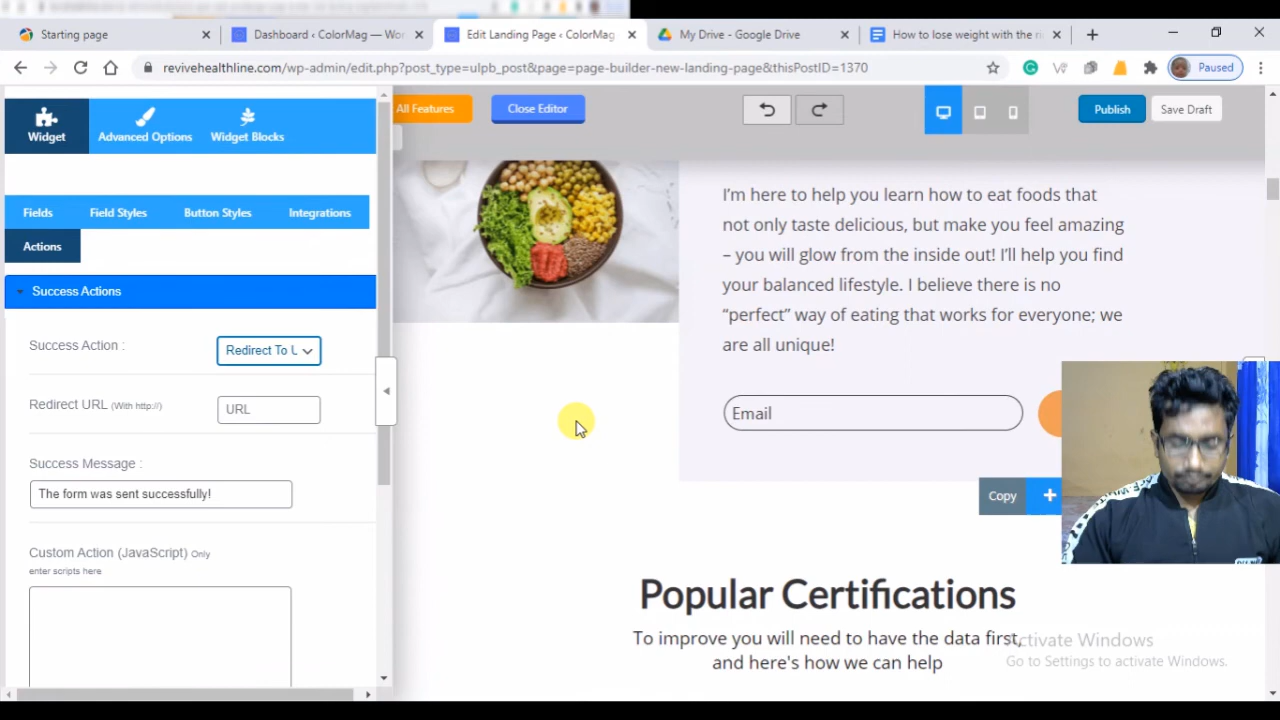 Starting page
Dashboard < ColorMag — Wor
Edit Landing Page < ColorMag
My Drive - Google Drive
How to lose weight with the ri
revivehealthline.com/wp-admin/edit.php?post_type=ulpb_post&page=page-builder-new-landing-page&thisPostID=1370
Paused
Widget
Advanced Options
Widget Blocks
All Features
Close Editor
Publish
Save Draft
Fields
Field Styles
Button Styles
Integrations
Actions
Success Actions
Success Action :
Redirect To U
Redirect URL (With http://)
URL
Success Message :
The form was sent successfully!
Custom Action (JavaScript) Only
enter scripts here
I'm here to help you learn how to eat foods that
not only taste delicious, but make you feel amazing
– you will glow from the inside out! I'll help you find
your balanced lifestyle. I believe there is no
“perfect” way of eating that works for everyone; we
are all unique!
Email
Copy
Popular Certifications
To improve you will need to have the data first,
and here's how we can help
Activate Windows
Go to Settings to activate Windows.